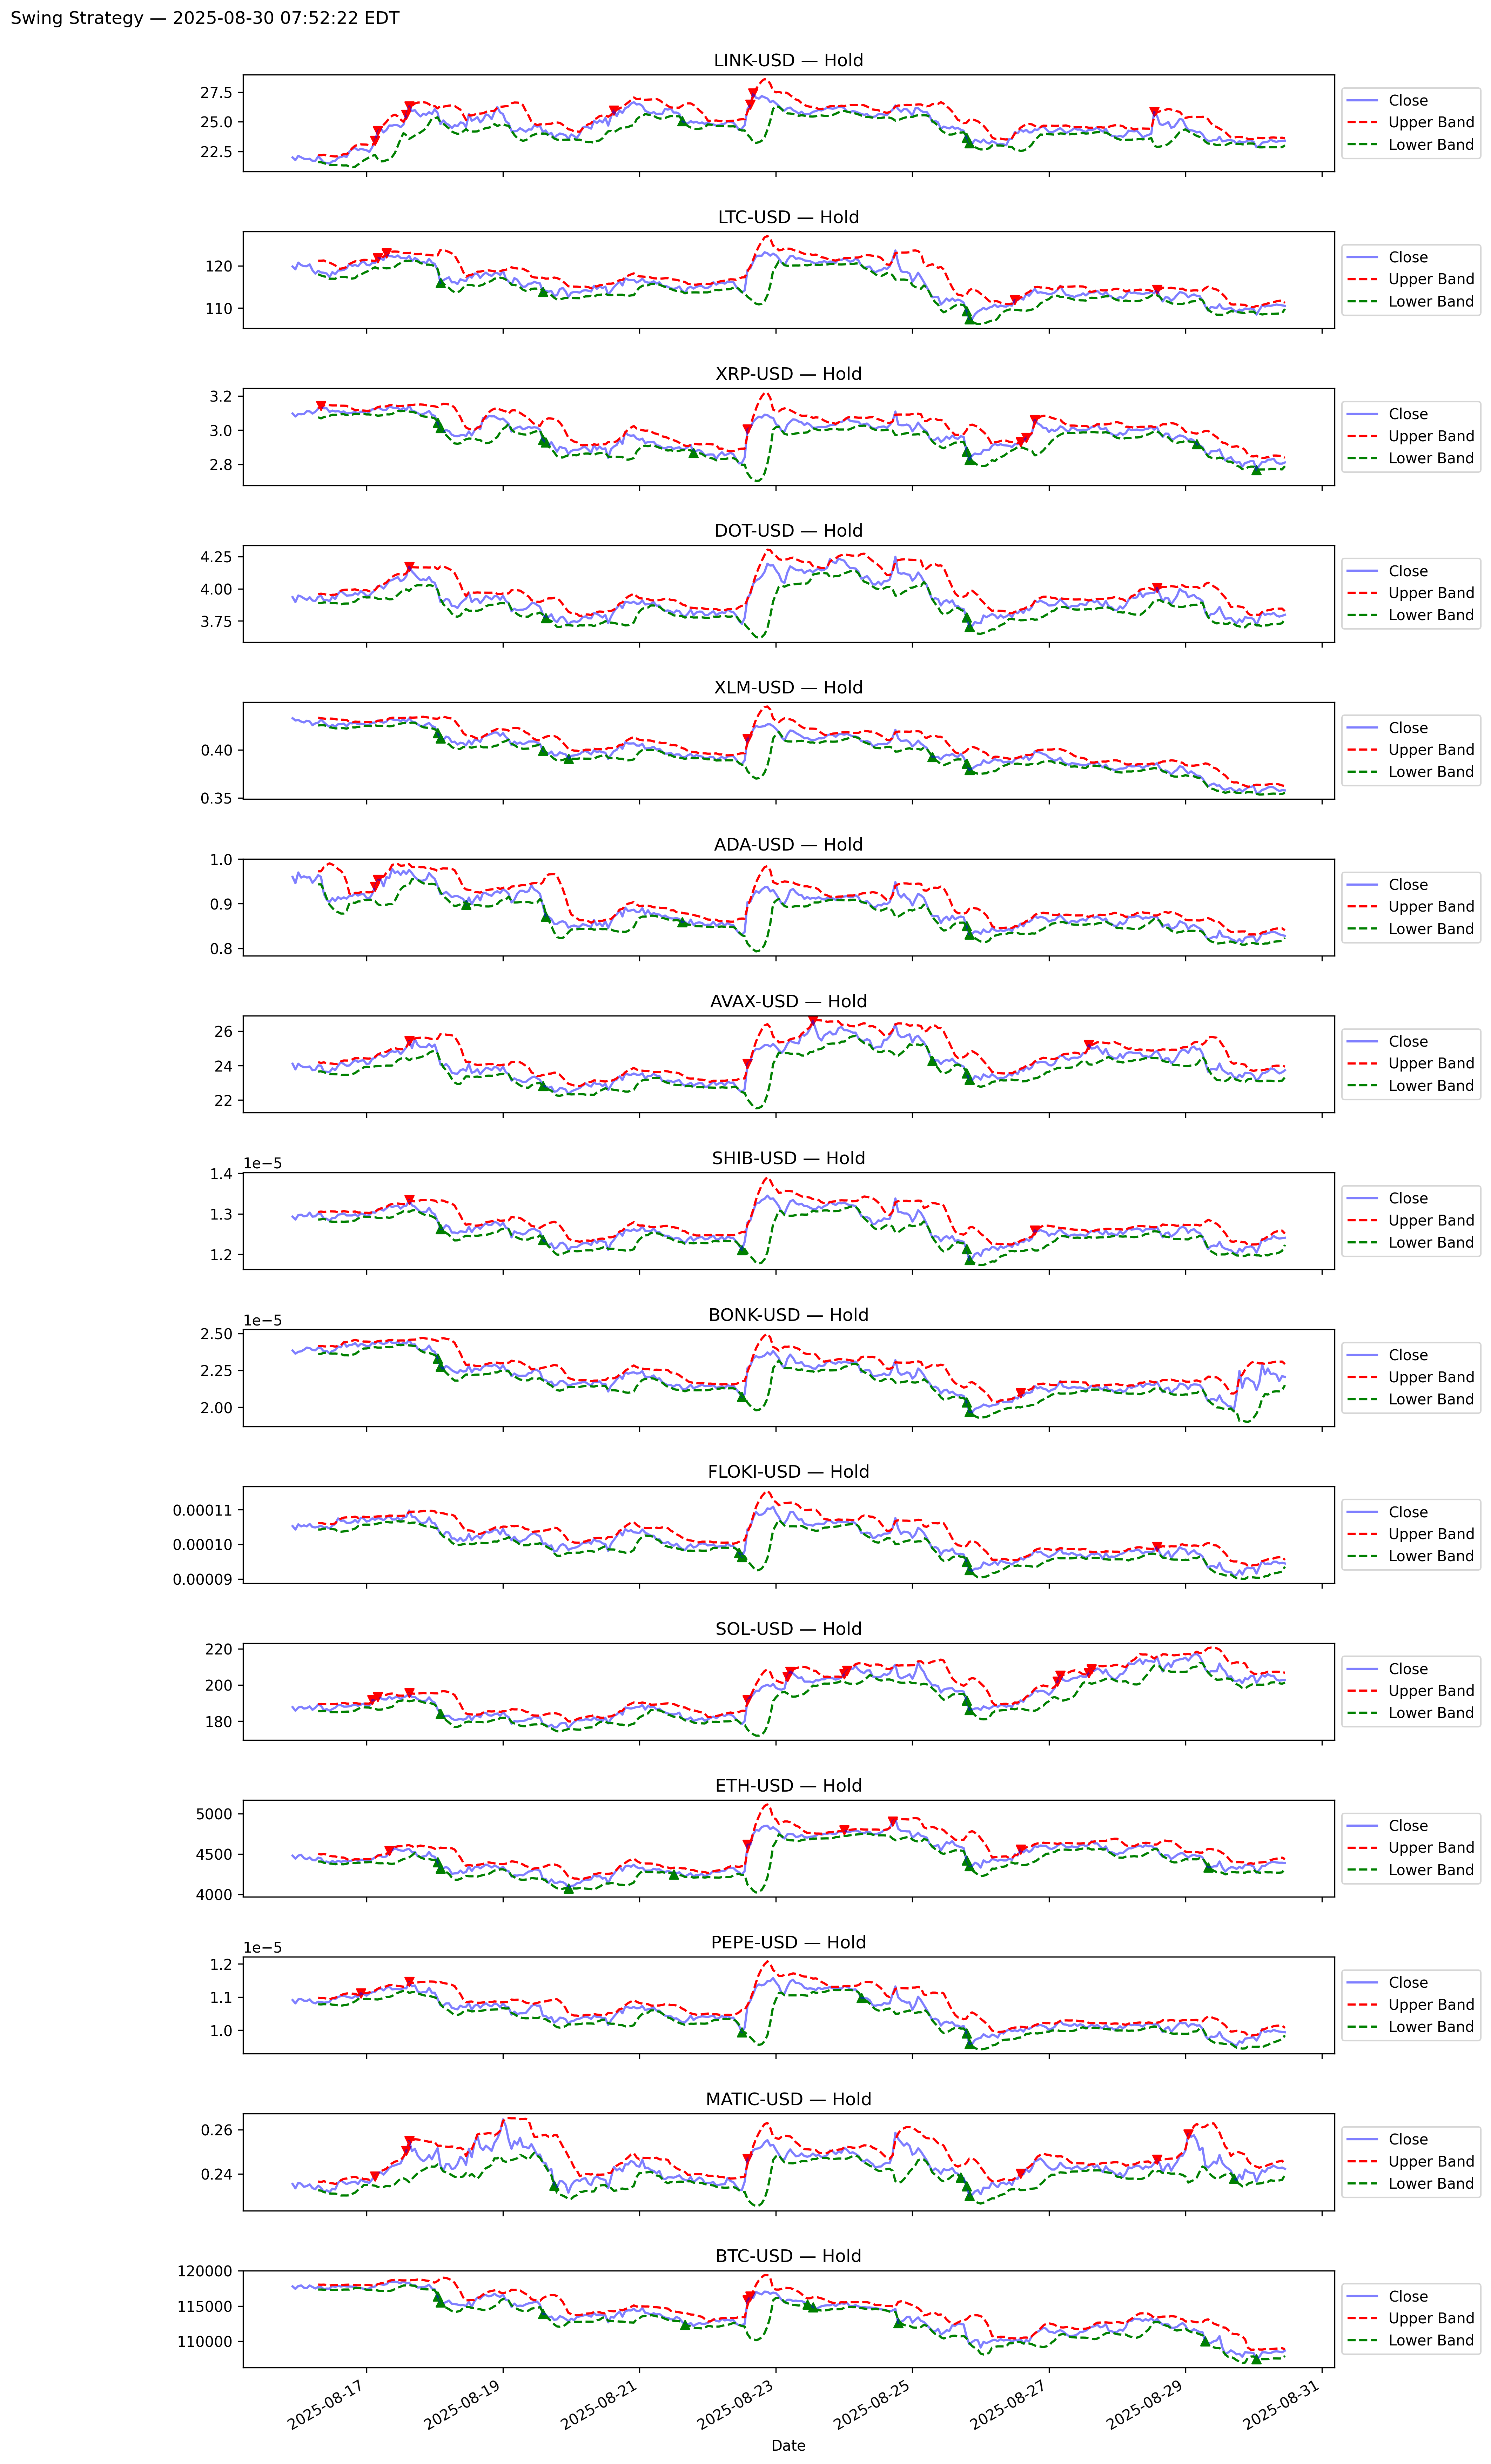 Swing Strategy — 2025-08-30 07:52:22 EDT
LINK-USD — Hold
27.5
25.0
22.5
Close
Upper Band
Lower Band
LTC-USD — Hold
120
110
Close
Upper Band
Lower Band
XRP-USD — Hold
3.2
3.0
2.8
Close
Upper Band
Lower Band
DOT-USD — Hold
4.25
4.00
3.75
Close
Upper Band
Lower Band
XLM-USD — Hold
0.40
0.35
Close
Upper Band
Lower Band
ADA-USD — Hold
1.0
0.9
0.8
Close
Upper Band
Lower Band
AVAX-USD — Hold
26
24
22
Close
Upper Band
Lower Band
SHIB-USD — Hold
1e−5
1.4
1.3
1.2
Close
Upper Band
Lower Band
BONK-USD — Hold
1e−5
2.50
2.25
2.00
Close
Upper Band
Lower Band
FLOKI-USD — Hold
0.00011
0.00010
0.00009
Close
Upper Band
Lower Band
SOL-USD — Hold
220
200
180
Close
Upper Band
Lower Band
ETH-USD — Hold
5000
4500
4000
Close
Upper Band
Lower Band
PEPE-USD — Hold
1e−5
1.2
1.1
1.0
Close
Upper Band
Lower Band
MATIC-USD — Hold
0.26
0.24
Close
Upper Band
Lower Band
BTC-USD — Hold
120000
115000
110000
Close
Upper Band
Lower Band
2025-08-17
2025-08-19
2025-08-21
2025-08-23
2025-08-25
2025-08-27
2025-08-29
2025-08-31
Date